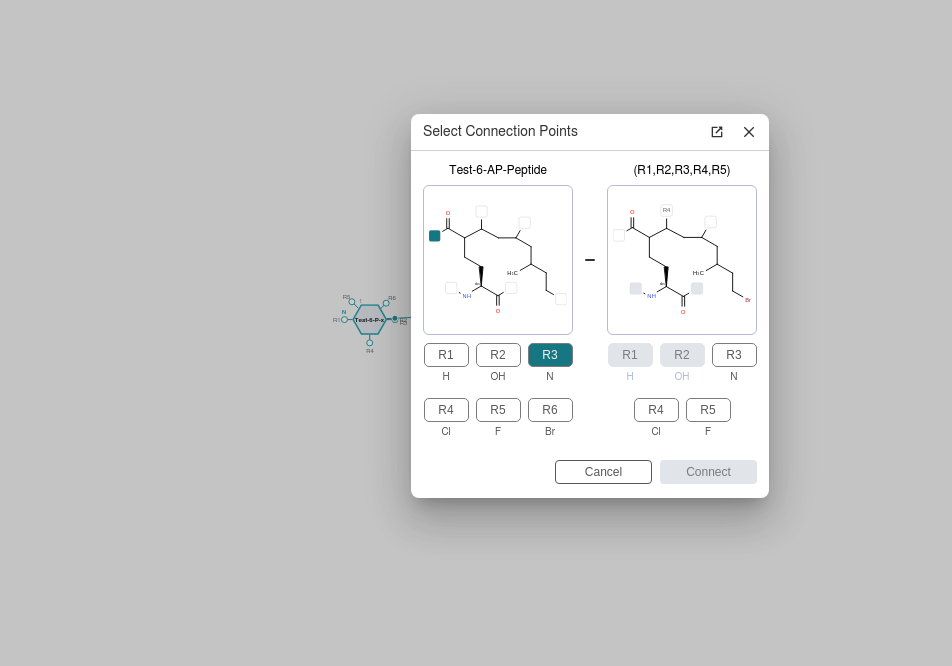 Select Connection Points
Test-6-AP-Peptide
(R1,R2,R3,R4,R5)
O
H₃C
NH
O
–
O
R4
H₃C
NH
Br
O
R1 R2 R3
H OH N
R1 R2 R3
H OH N
R4 R5 R6
Cl F Br
R4 R5
Cl F
Cancel Connect
R5 R6
N
R1 Test-6-P-x
R4